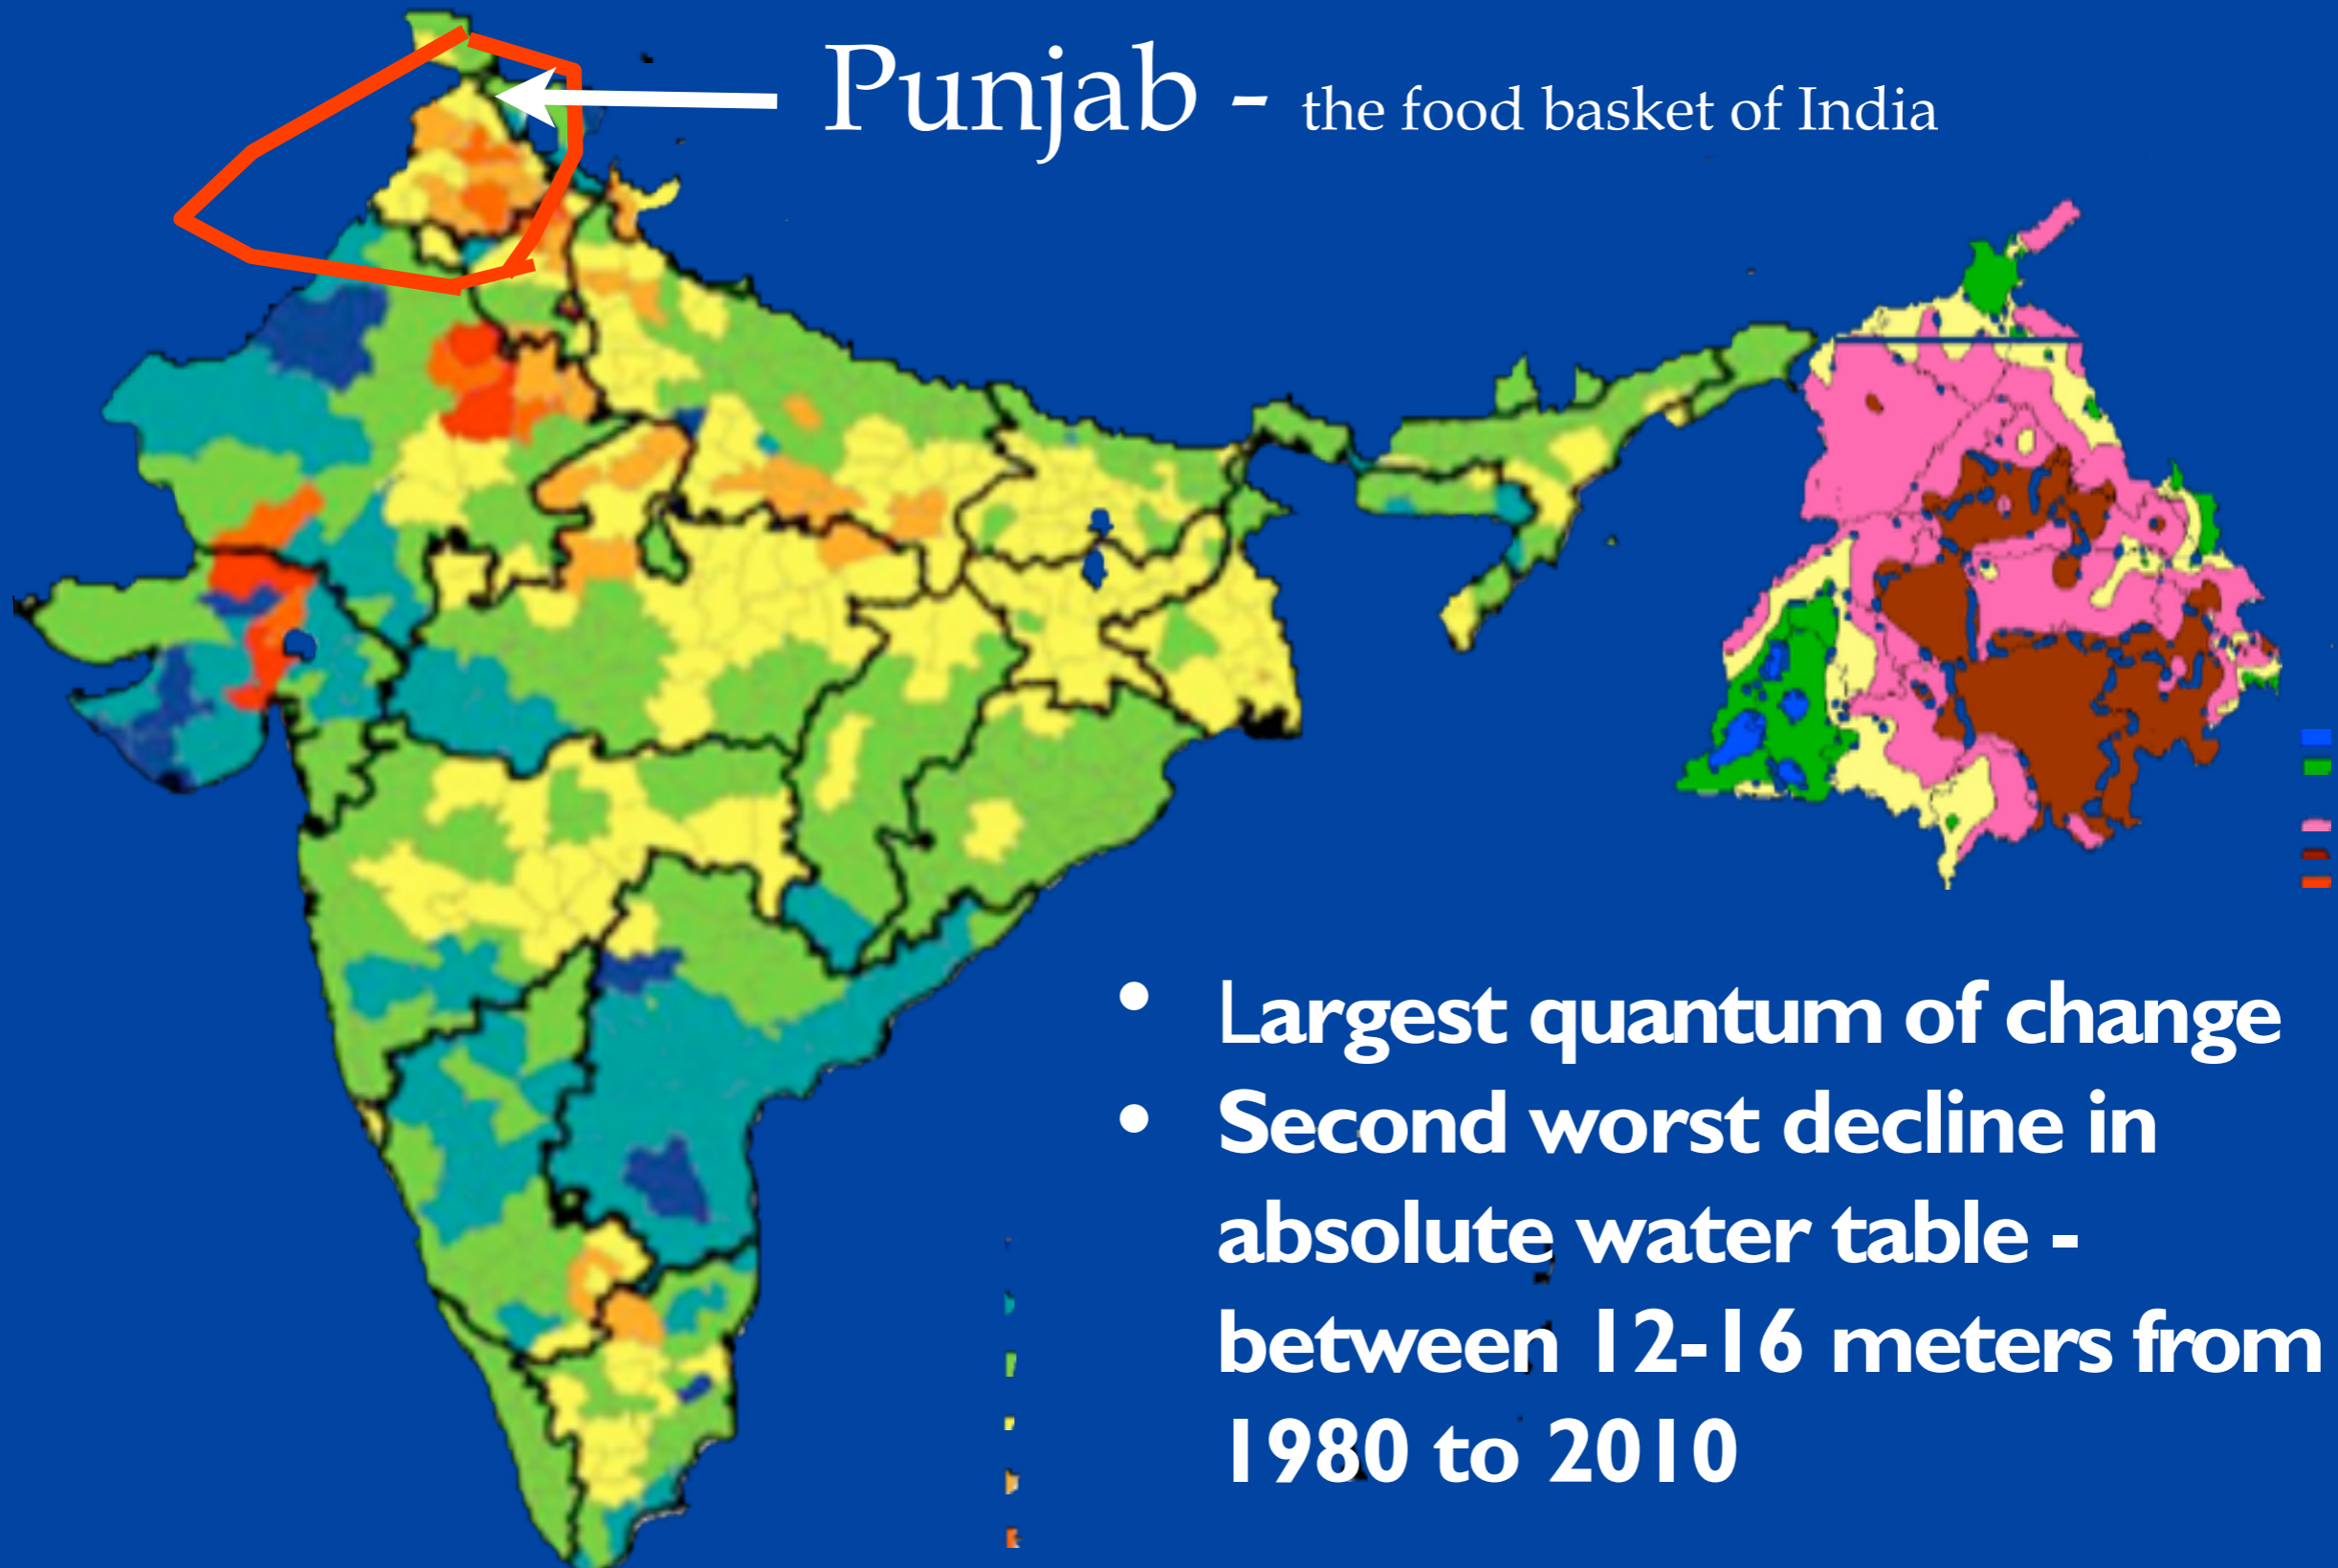 Punjab - the food basket of India
• Largest quantum of change
• Second worst decline in
absolute water table -
between 12-16 meters from
1980 to 2010